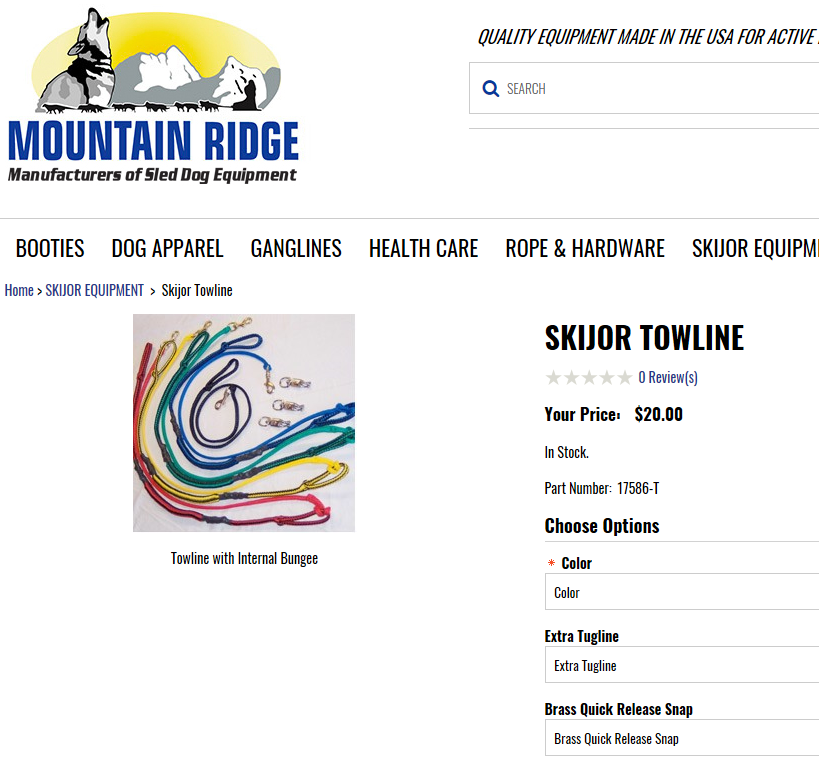 MOUNTAIN RIDGE
Manufacturers of Sled Dog Equipment
QUALITY EQUIPMENT MADE IN THE USA FOR ACTIVE
SEARCH
BOOTIES DOG APPAREL GANGLINES HEALTH CARE ROPE & HARDWARE SKIJOR EQUIPM
Home > SKIJOR EQUIPMENT > Skijor Towline
Towline with Internal Bungee
SKIJOR TOWLINE
0 Review(s)
Your Price: $20.00
In Stock.
Part Number: 17586-T
Choose Options
* Color
Color
Extra Tugline
Extra Tugline
Brass Quick Release Snap
Brass Quick Release Snap